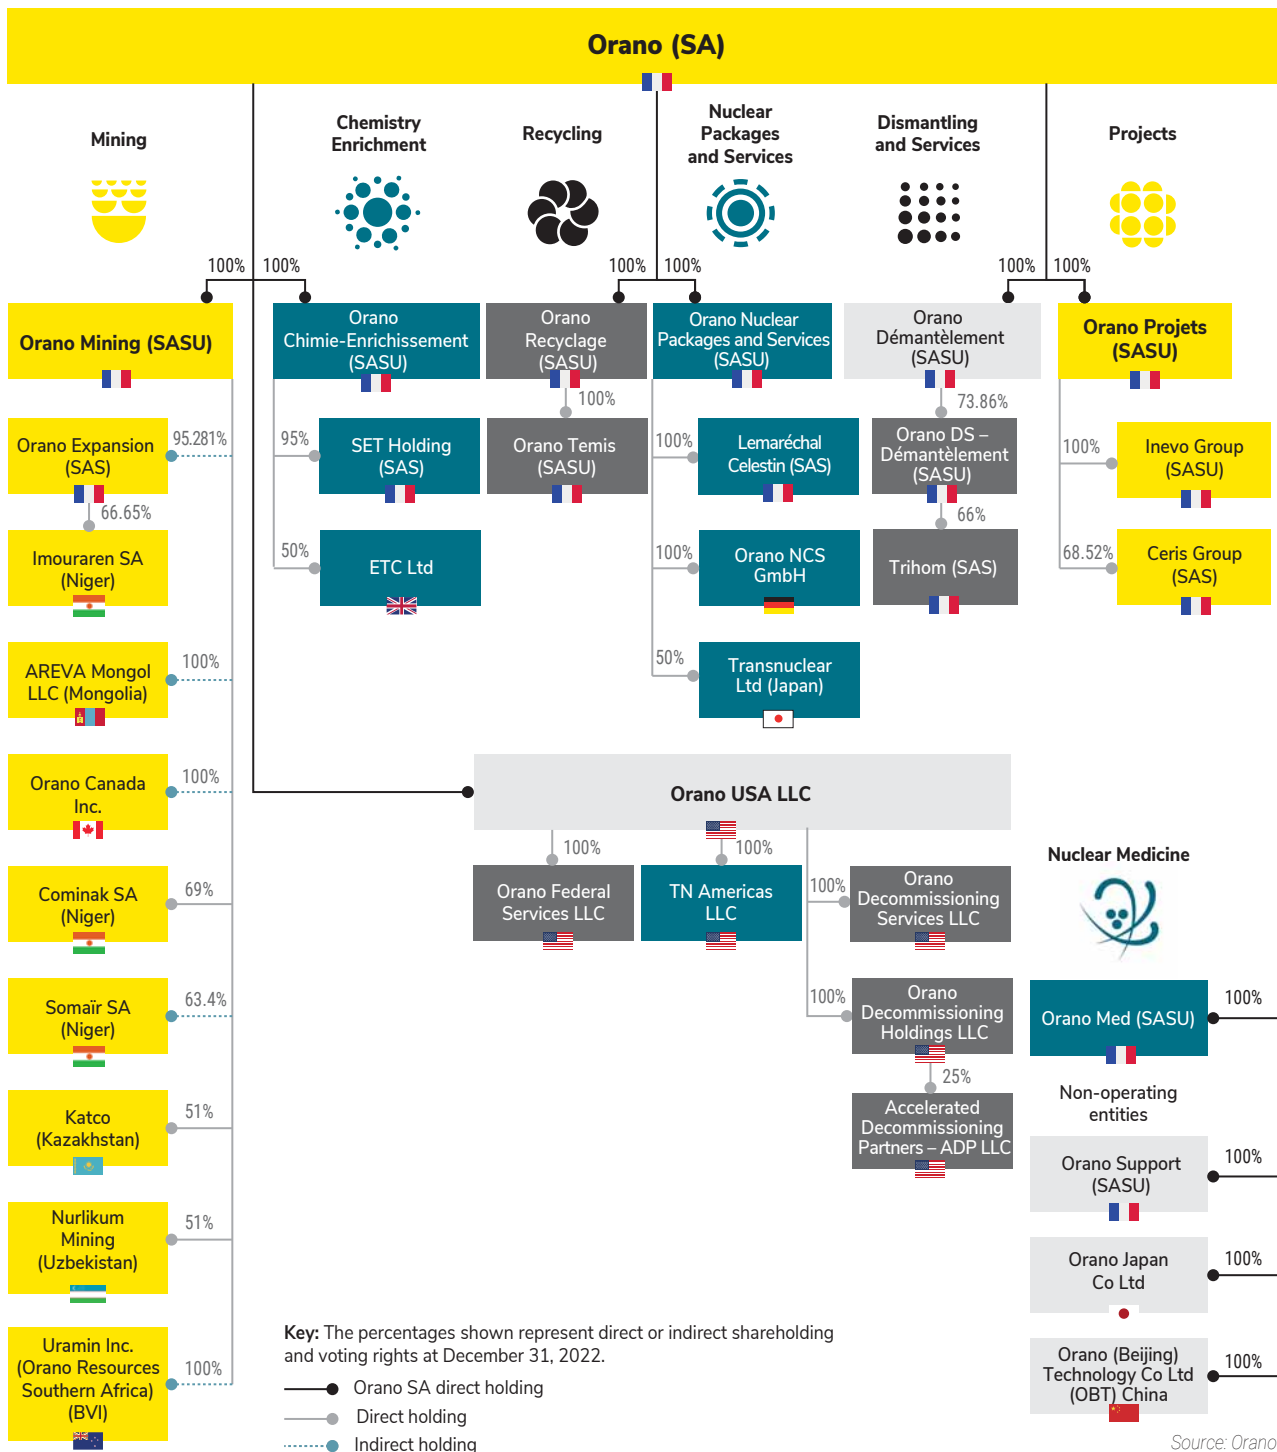 Orano (SA)
Mining
Chemistry
Enrichment
Recycling
Nuclear
Packages
and Services
Dismantling
and Services
Projects
100%
100%
100%
100%
100%
100%
Orano Mining (SASU)
Orano
Chimie-Enrichissement
(SASU)
Orano
Recyclage
(SASU)
Orano Nuclear
Packages and Services
(SASU)
Orano
Démantèlement
(SASU)
Orano Projets
(SASU)
Orano Expansion
(SAS)
95.281%
66.65%
Imouraren SA
(Niger)
AREVA Mongol
LLC (Mongolia)
100%
Orano Canada
Inc.
100%
Cominak SA
(Niger)
69%
Somaïr SA
(Niger)
63.4%
Katco
(Kazakhstan)
51%
Nurlikum
Mining
(Uzbekistan)
51%
Uramin Inc.
(Orano Resources
Southern Africa)
(BVI)
100%
95%
SET Holding
(SAS)
50%
ETC Ltd
100%
Orano Temis
(SASU)
100%
Lemaréchal
Celestin (SAS)
100%
Orano NCS
GmbH
50%
Transnuclear
Ltd (Japan)
73.86%
Orano DS –
Démantèlement
(SASU)
66%
Trihom (SAS)
100%
Inevo Group
(SASU)
68.52%
Ceris Group
(SAS)
Orano USA LLC
100%
Orano Federal
Services LLC
100%
TN Americas
LLC
100%
Orano
Decommissioning
Services LLC
100%
Orano
Decommissioning
Holdings LLC
25%
Accelerated
Decommissioning
Partners – ADP LLC
Nuclear Medicine
Orano Med (SASU)
100%
Non-operating
entities
Orano Support
(SASU)
100%
Orano Japan
Co Ltd
100%
Orano (Beijing)
Technology Co Ltd
(OBT) China
100%
Key: The percentages shown represent direct or indirect shareholding
and voting rights at December 31, 2022.
Orano SA direct holding
Direct holding
Indirect holding
Source: Orano